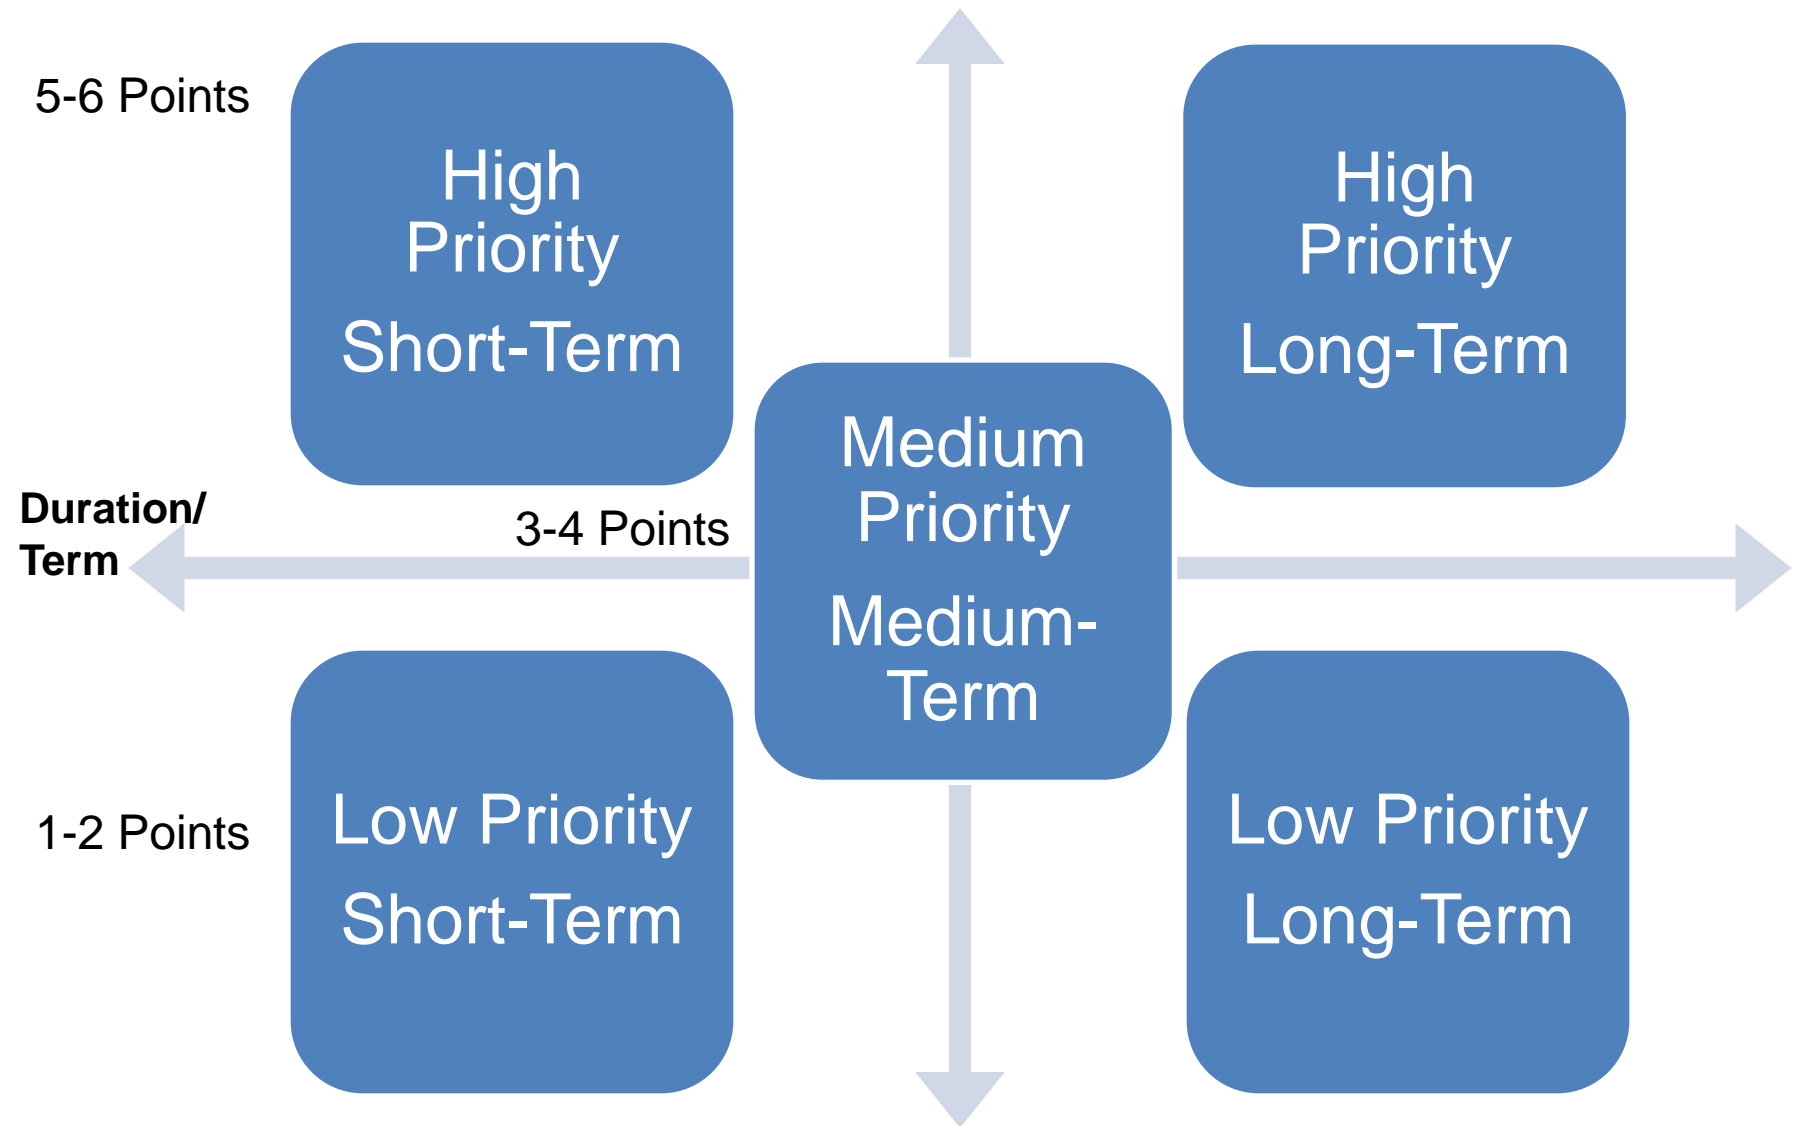 5-6 Points
High
Priority
Short-Term
High
Priority
Long-Term
Duration/
Term
3-4 Points
Medium
Priority
Medium-
Term
1-2 Points
Low Priority
Short-Term
Low Priority
Long-Term